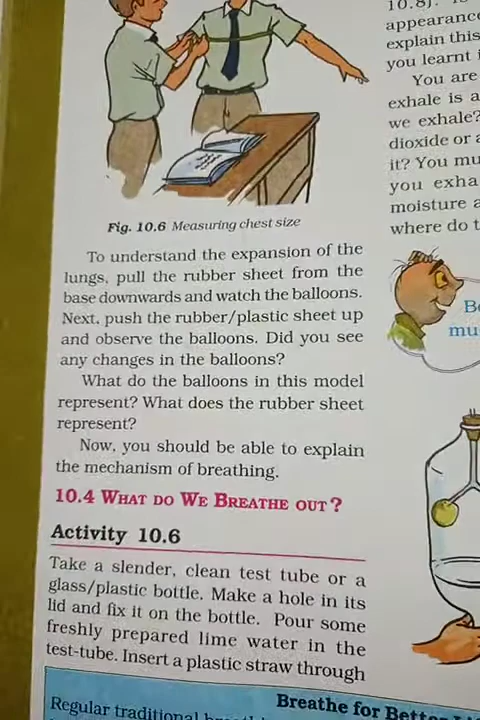 Fig. 10.6 Measuring chest size
To understand the expansion of the
lungs, pull the rubber sheet from the
base downwards and watch the balloons.
Next, push the rubber/plastic sheet up
and observe the balloons. Did you see
any changes in the balloons?
What do the balloons in this model
represent? What does the rubber sheet
represent?
Now, you should be able to explain
the mechanism of breathing.
10.4 WHAT DO WE BREATHE OUT?
Activity 10.6
Take a slender, clean test tube or a
glass/plastic bottle. Make a hole in its
lid and fix it on the bottle. Pour some
freshly prepared lime water in the
test-tube. Insert a plastic straw through
Breathe for Better
Regular traditional
10.8).
appearance
explain this
you learnt
You are
exhale is a
we exhale?
dioxide or
it? You
you
moisture
where do